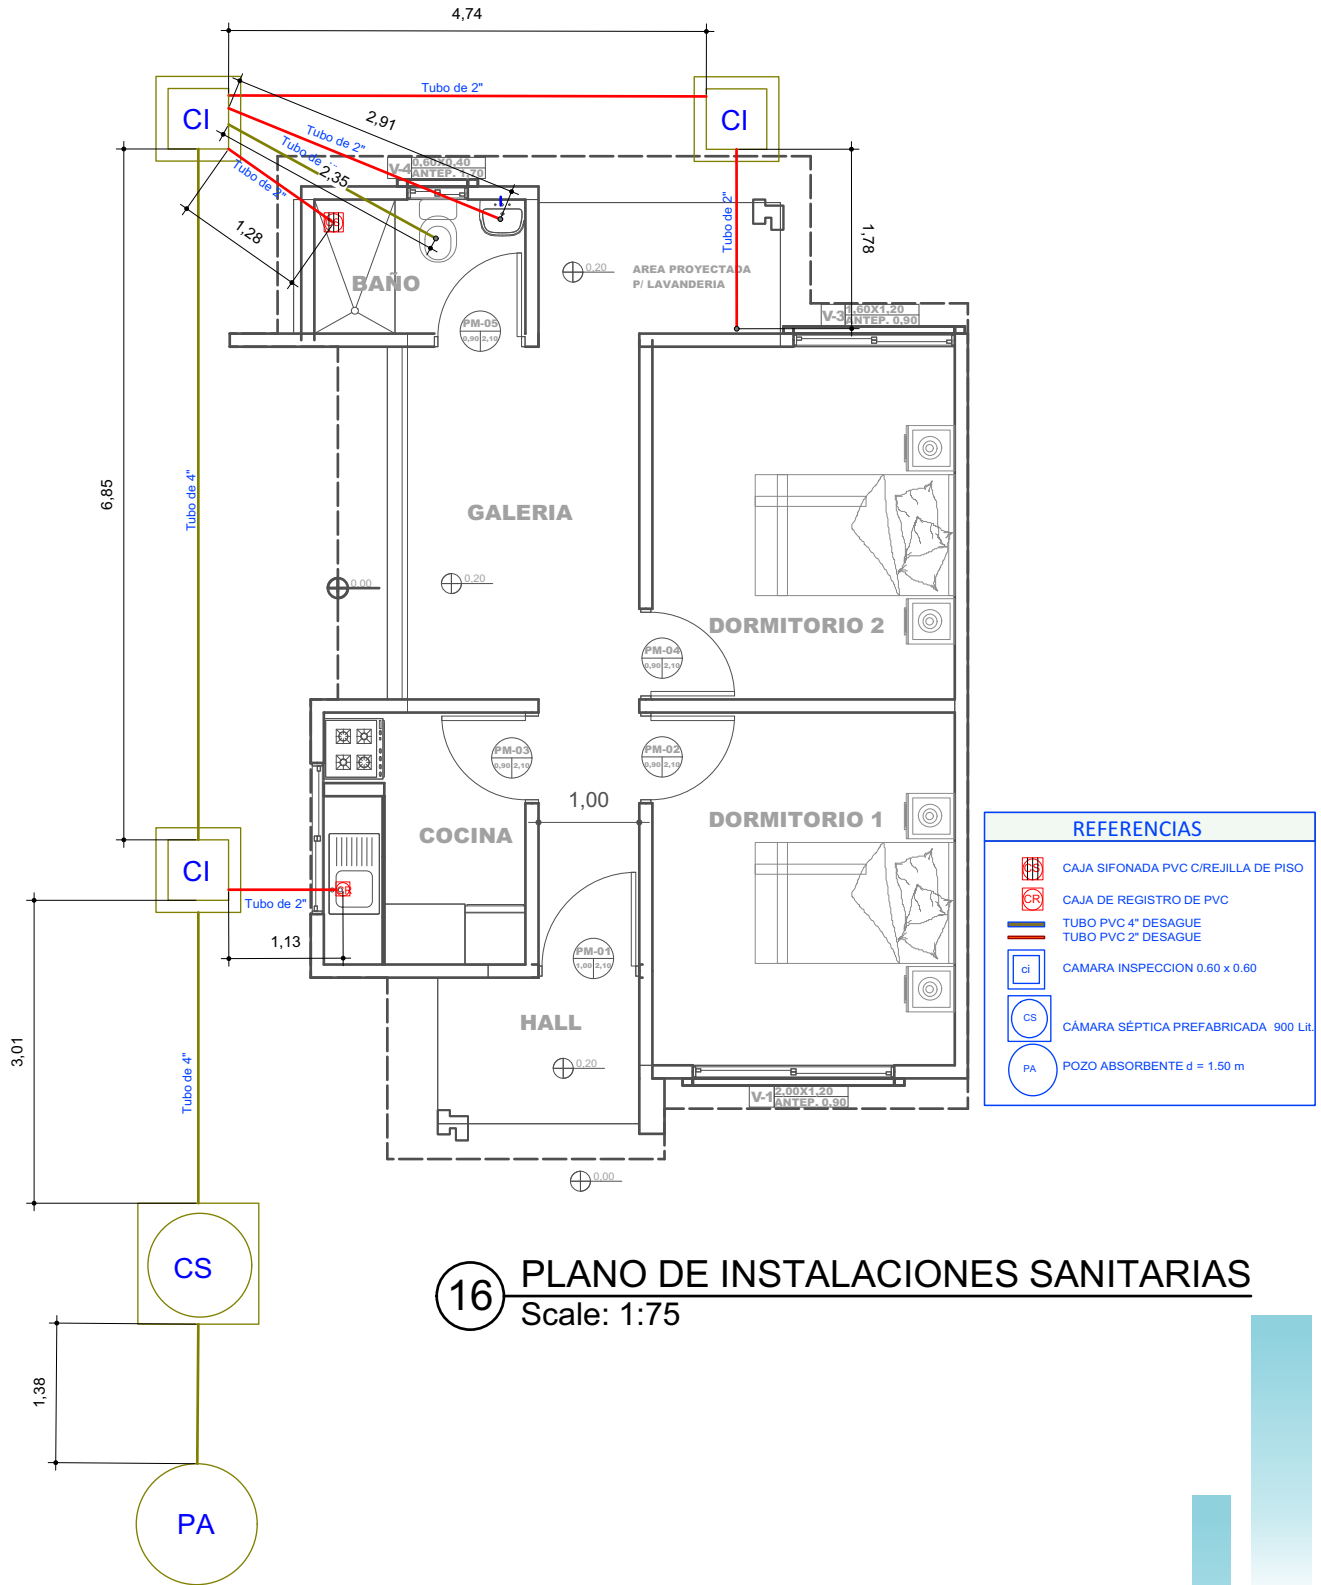 4,74
Tubo de 2"
CI
CI
2,91
Tubo de 2"
Tubo de
2,35
Tubo de 2"
V-4
0,60X0,40
ANTEP. 1,70
1,28
BAÑO
0,20
AREA PROYECTADA
P/ LAVANDERIA
Tubo de 2"
1,78
V-3
1,60X1,20
ANTEP. 0,90
PM-05
0,90 2,10
6,85
Tubo de 4"
GALERIA
0,00
0,20
DORMITORIO 2
PM-04
0,90 2,10
PM-03
0,90 2,10
PM-02
0,90 2,10
1,00
COCINA
DORMITORIO 1
CI
CR
Tubo de 2"
1,13
PM-01
1,00 2,10
HALL
0,20
3,01
Tubo de 4"
V-1
2,00X1,20
ANTEP. 0,90
0,00
REFERENCIAS
CS CAJA SIFONADA PVC C/REJILLA DE PISO
CR CAJA DE REGISTRO DE PVC
TUBO PVC 4" DESAGUE
TUBO PVC 2" DESAGUE
ci CAMARA INSPECCION 0.60 x 0.60
CS CÁMARA SÉPTICA PREFABRICADA 900 Lit.
PA POZO ABSORBENTE d = 1.50 m
CS
16 PLANO DE INSTALACIONES SANITARIAS
Scale: 1:75
1,38
PA